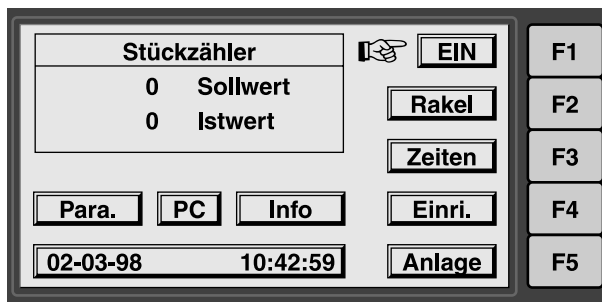 Stückzähler EIN F1
0 Sollwert
Rakel F2
0 Istwert
Zeiten F3
Para. PC Info Einri. F4
02-03-98 10:42:59 Anlage F5